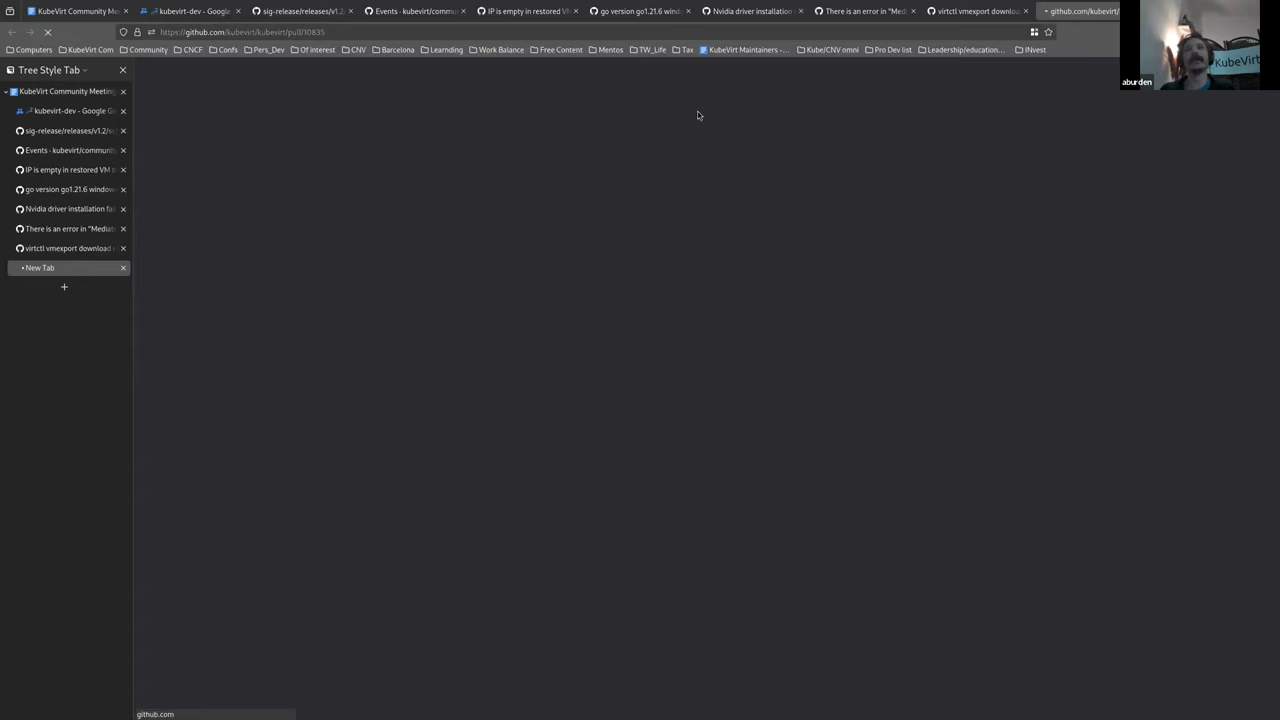 KubeVirt Community Me
kubevirt-dev - Google
sig-release/releases/v1.2
Events · kubevirt/commu
IP is empty in restored V
go version go1.21.6 wind
Nvidia driver installation
There is an error in "Med
virtctl vmexport downlo
github.com/kubevirt/
https://github.com/kubevirt/kubevirt/pull/10835
Computers
KubeVirt Com
Community
CNCF
Confs
Pers_Dev
Of interest
CNV
Barcelona
Learnding
Work Balance
Free Content
Mentos
TW_Life
Tax
KubeVirt Maintainers -...
Kube/CNV omni
Pro Dev list
Leadership/education...
INvest
KubeVirt
aburden
Tree Style Tab
KubeVirt Community Meeting
kubevirt-dev - Google G
sig-release/releases/v1.2/
Events · kubevirt/commun
IP is empty in restored VM
go version go1.21.6 window
Nvidia driver installation fa
There is an error in "Media
virtctl vmexport download
New Tab
github.com